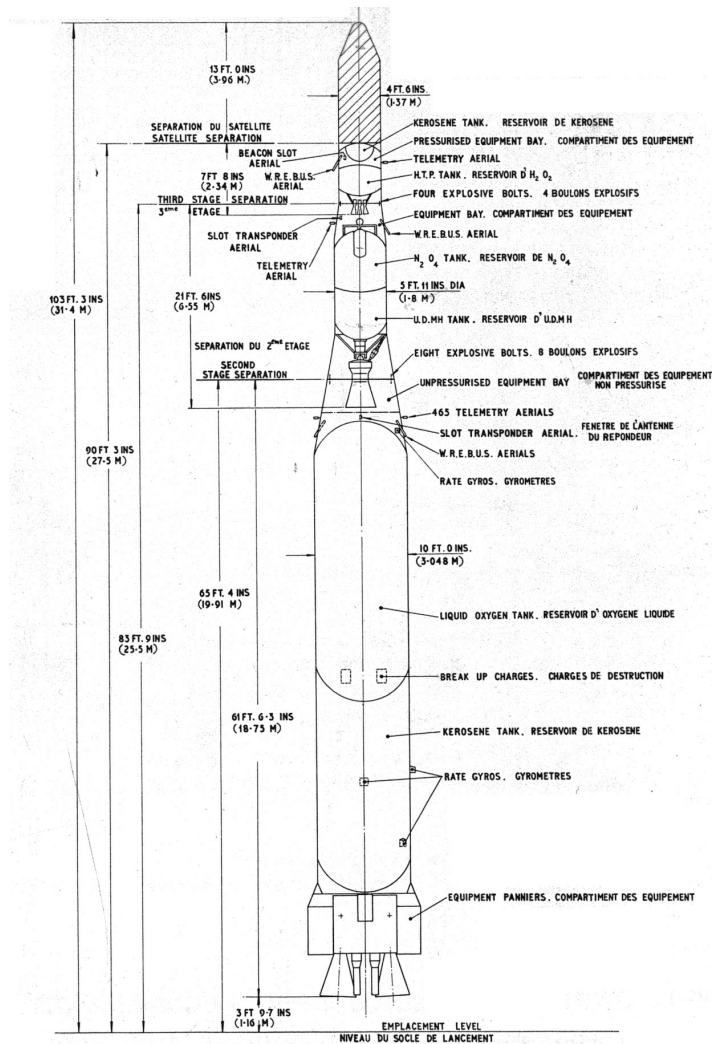 13 FT. 0 INS
(3·96 M.)
4 FT. 6 INS.
(1·37 M)
KEROSENE TANK. RESERVOIR DE KEROSENE
SEPARATION DU SATELLITE
SATELLITE SEPARATION
PRESSURISED EQUIPMENT BAY. COMPARTIMENT DES EQUIPEMENT
BEACON SLOT
AERIAL
TELEMETRY AERIAL
7 FT 8 INS
(2·34 M)
W.R.E.B.U.S.
AERIAL
H.T.P. TANK. RESERVOIR D' H2 O2
THIRD STAGE SEPARATION
3eme ETAGE
FOUR EXPLOSIVE BOLTS. 4 BOULONS EXPLOSIFS
EQUIPMENT BAY. COMPARTIMENT DES EQUIPEMENT
SLOT TRANSPONDER
AERIAL
W.R.E.B.U.S. AERIAL
TELEMETRY
AERIAL
N2 O4 TANK. RESERVOIR DE N2 O4
103 FT. 3 INS
(31·4 M)
21 FT. 6 INS
(6·55 M)
5 FT. 11 INS. DIA
(1·8 M)
U.D.MH TANK. RESERVOIR D' U.D.M H
SEPARATION DU 2eme ETAGE
SECOND
STAGE SEPARATION
EIGHT EXPLOSIVE BOLTS. 8 BOULONS EXPLOSIFS
UNPRESSURISED EQUIPMENT BAY
COMPARTIMENT DES EQUIPEMENT
NON PRESSURISE
465 TELEMETRY AERIALS
SLOT TRANSPONDER AERIAL.
FENETRE DE L'ANTENNE
DU REPONDEUR
90 FT 3 INS
(27·5 M)
W.R.E.B.U.S. AERIALS
RATE GYROS. GYROMETRES
10 FT. 0 INS.
(3·048 M)
65 FT. 4 INS
(19·91 M)
LIQUID OXYGEN TANK. RESERVOIR D' OXYGENE LIQUIDE
83 FT. 9 INS
(25·5 M)
BREAK UP CHARGES. CHARGES DE DESTRUCTION
61 FT. 6·3 INS
(18·75 M)
KEROSENE TANK. RESERVOIR DE KEROSENE
RATE GYROS. GYROMETRES
EQUIPMENT PANNIERS. COMPARTIMENT DES EQUIPEMENT
3 FT 9·7 INS
(1·16 M)
EMPLACEMENT LEVEL
NIVEAU DU SOCLE DE LANCEMENT